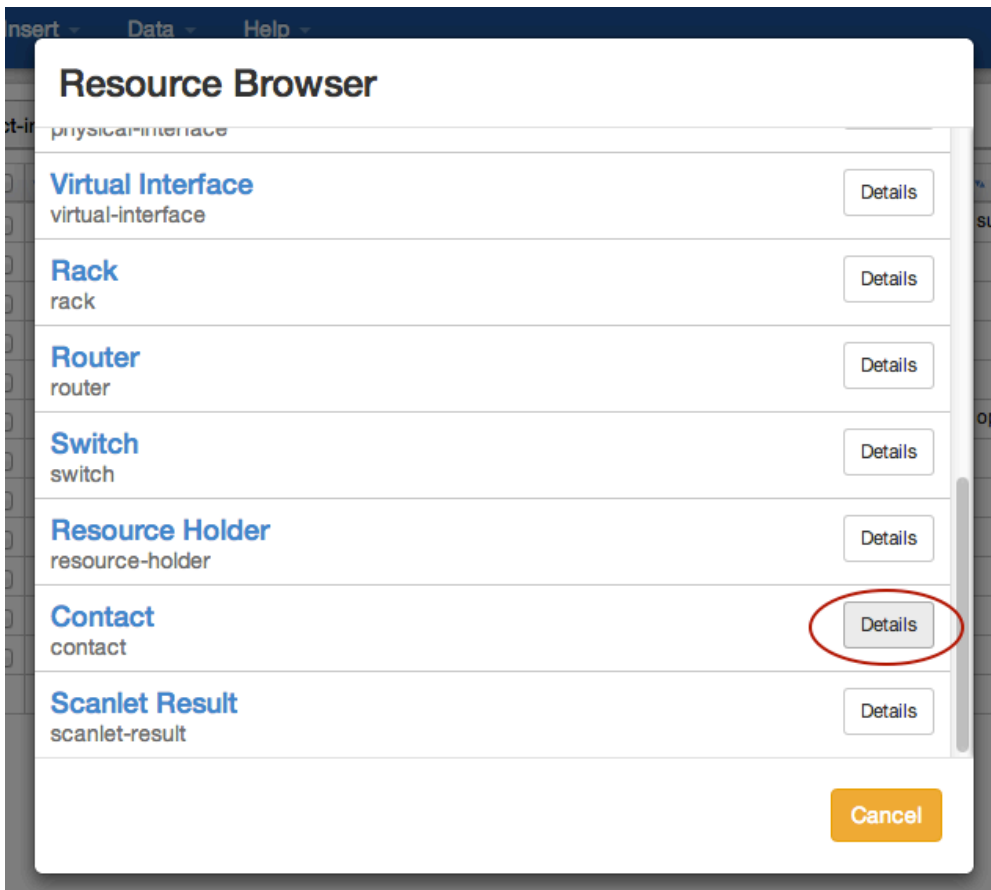 Insert Data Help
Resource Browser
physical-interface
Virtual Interface
Details
virtual-interface
Rack
Details
rack
Router
Details
router
Switch
Details
switch
Resource Holder
Details
resource-holder
Contact
Details
contact
Scanlet Result
Details
scanlet-result
Cancel